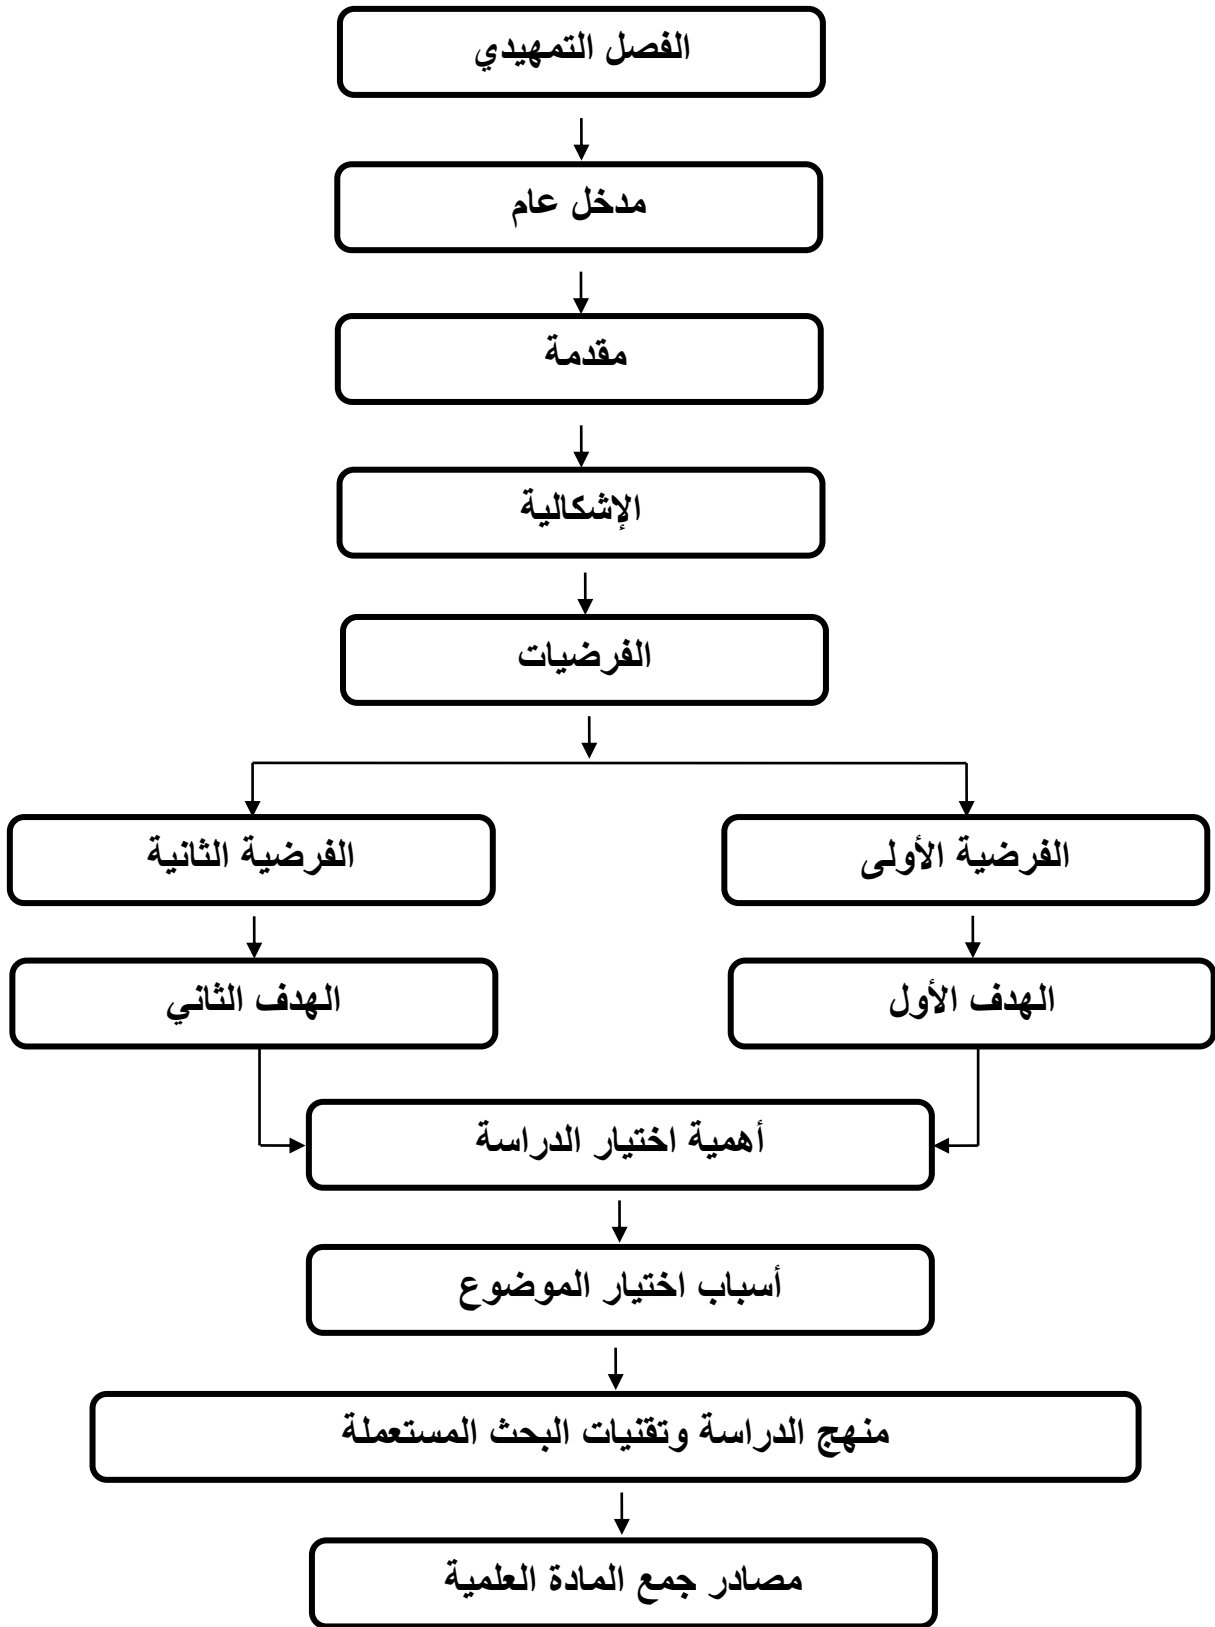 الفصل التمهيدي
مدخل عام
مقدمة
الإشكالية
الفرضيات
الفرضية الأولى
الفرضية الثانية
الهدف الأول
الهدف الثاني
أهمية اختيار الدراسة
أسباب اختيار الموضوع
منهج الدراسة وتقنيات البحث المستعملة
مصادر جمع المادة العلمية